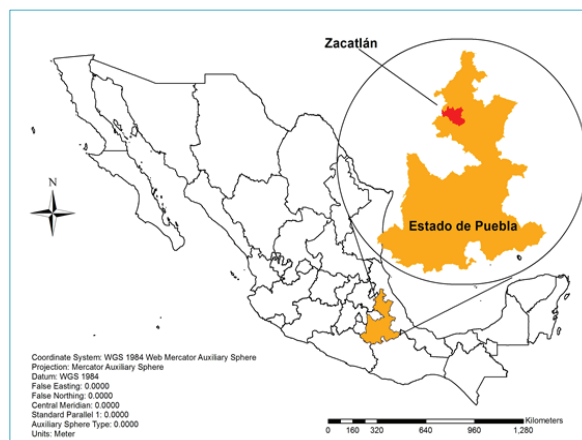 Zacatlán
N
Estado de Puebla
Coordinate System: WGS 1984 Web Mercator Auxiliary Sphere
Projection: Mercator Auxiliary Sphere
Datum: WGS 1984
False Easting: 0.0000
False Northing: 0.0000
Central Meridian: 0.0000
Standard Parallel 1: 0.0000
Auxiliary Sphere Type: 0.0000
Units: Meter
Kilometers
0 160 320 640 960 1,280